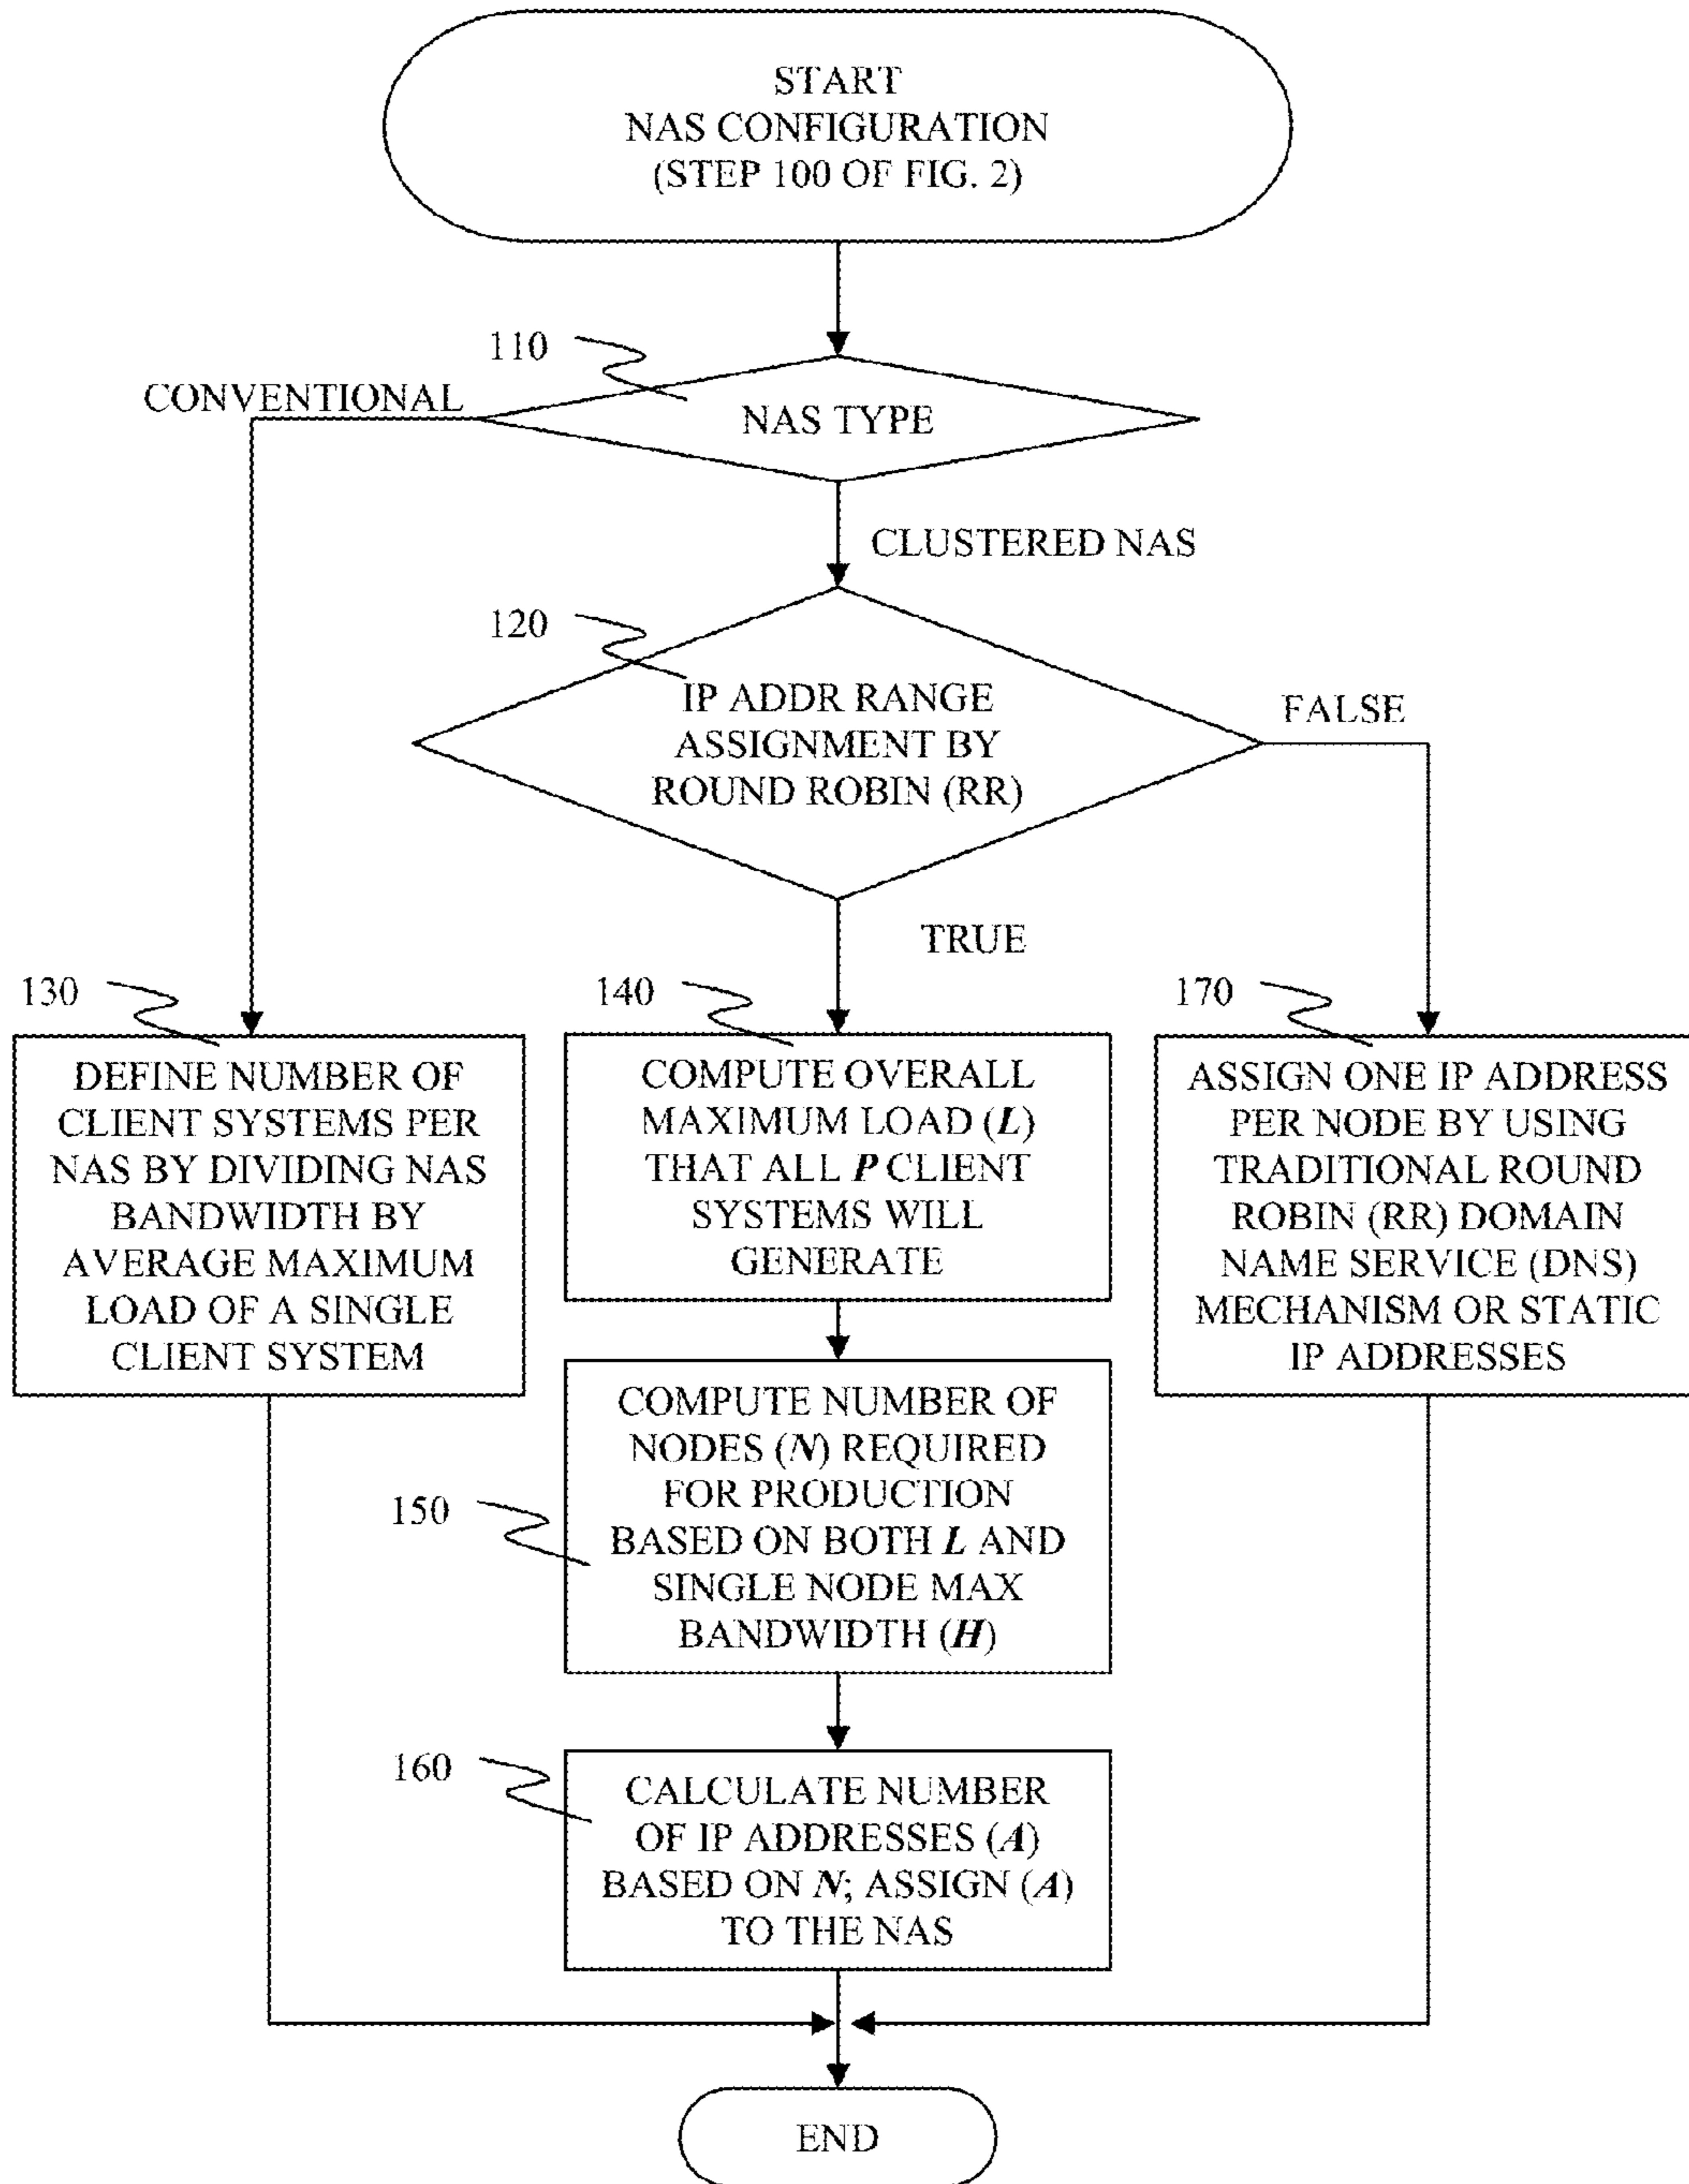 START
NAS CONFIGURATION
(STEP 100 OF FIG. 2)
110
CONVENTIONAL
NAS TYPE
CLUSTERED NAS
120
IP ADDR RANGE
ASSIGNMENT BY
ROUND ROBIN (RR)
FALSE
TRUE
130
DEFINE NUMBER OF
CLIENT SYSTEMS PER
NAS BY DIVIDING NAS
BANDWIDTH BY
AVERAGE MAXIMUM
LOAD OF A SINGLE
CLIENT SYSTEM
140
COMPUTE OVERALL
MAXIMUM LOAD (L)
THAT ALL P CLIENT
SYSTEMS WILL
GENERATE
170
ASSIGN ONE IP ADDRESS
PER NODE BY USING
TRADITIONAL ROUND
ROBIN (RR) DOMAIN
NAME SERVICE (DNS)
MECHANISM OR STATIC
IP ADDRESSES
150
COMPUTE NUMBER OF
NODES (N) REQUIRED
FOR PRODUCTION
BASED ON BOTH L AND
SINGLE NODE MAX
BANDWIDTH (H)
160
CALCULATE NUMBER
OF IP ADDRESSES (A)
BASED ON N; ASSIGN (A)
TO THE NAS
END